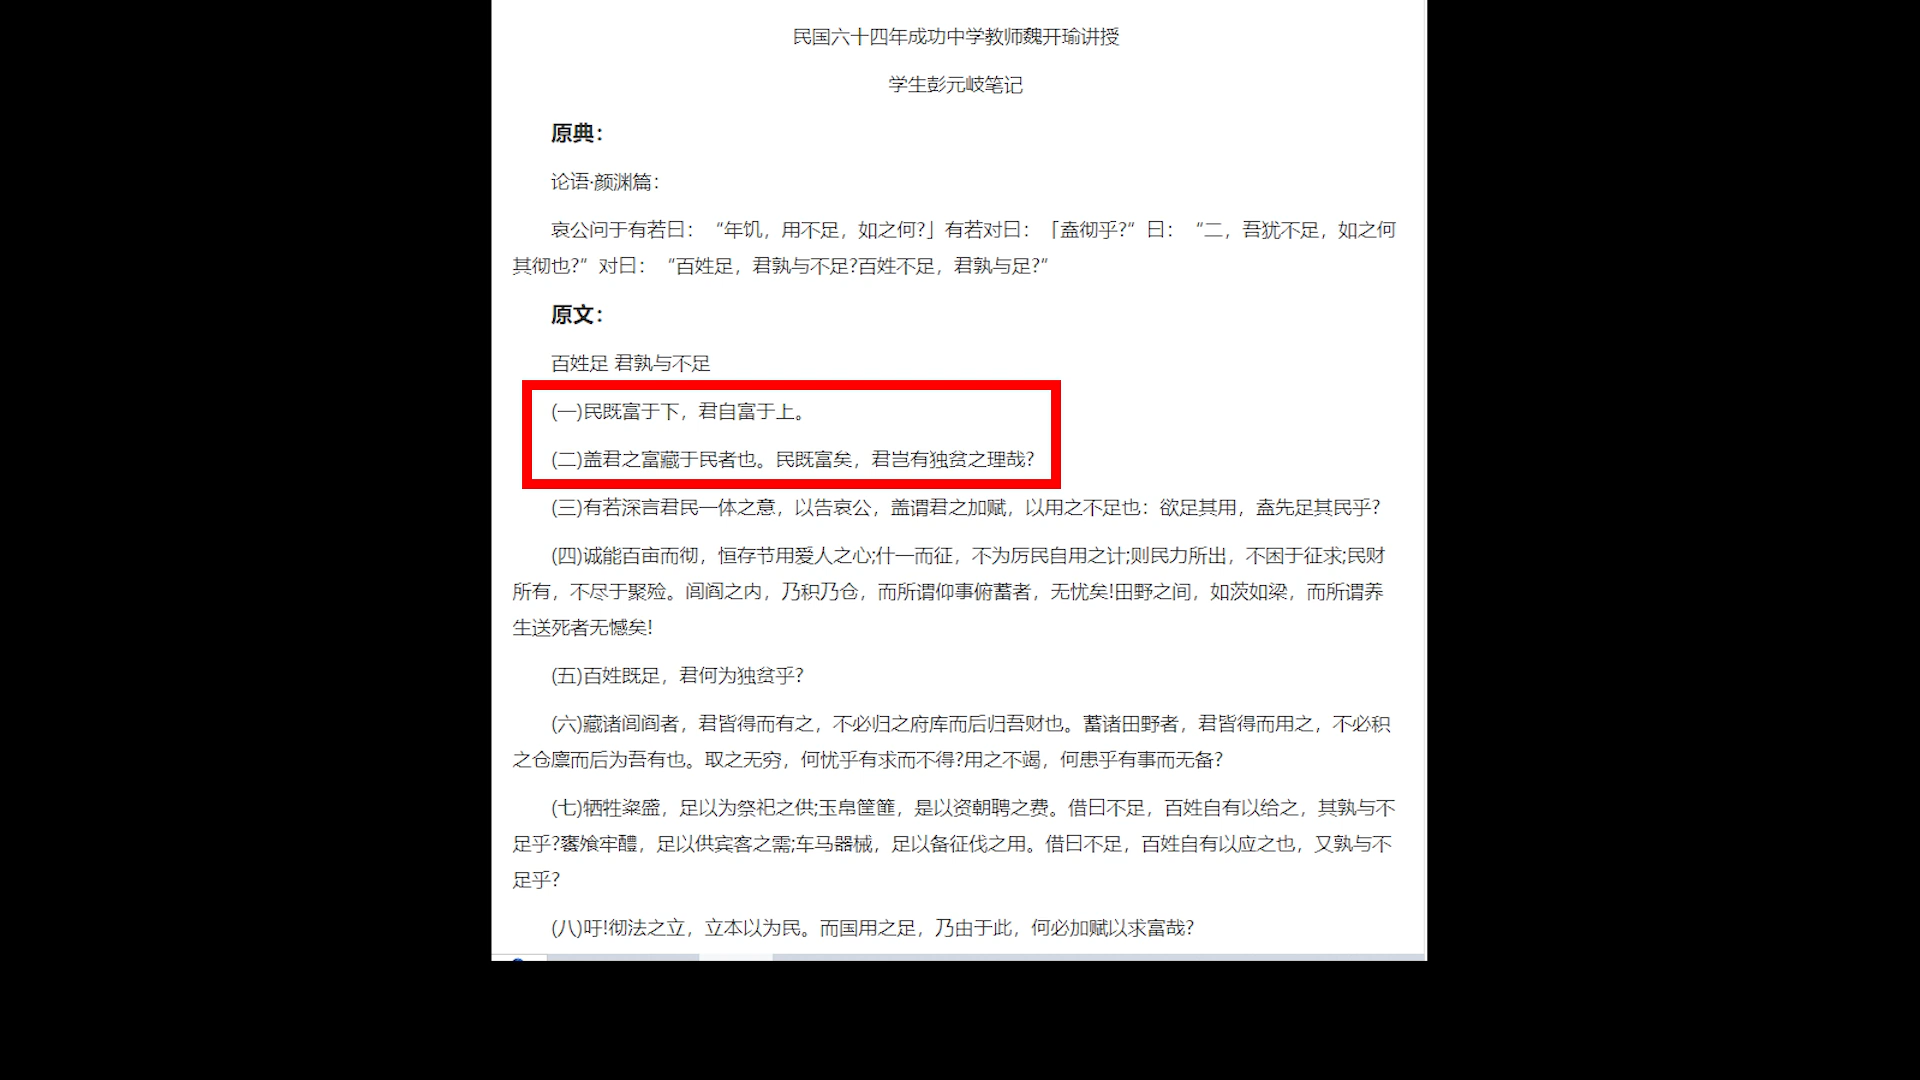 民国六十四年成功中学教师魏开瑜讲授
学生彭元岐笔记
原典：
论语·颜渊篇：
哀公问于有若曰：“年饥，用不足，如之何?」有若对曰：「盍彻乎?”曰：“二，吾犹不足，如之何
其彻也?”对曰：“百姓足，君孰与不足?百姓不足，君孰与足?”
原文：
百姓足 君孰与不足
(一)民既富于下，君自富于上。
(二)盖君之富藏于民者也。民既富矣，君岂有独贫之理哉?
(三)有若深言君民一体之意，以告哀公，盖谓君之加赋，以用之不足也：欲足其用，盍先足其民乎?
(四)诚能百亩而彻，恒存节用爱人之心;什一而征，不为厉民自用之计;则民力所出，不困于征求;民财
所有，不尽于聚殓。闾阎之内，乃积乃仓，而所谓仰事俯蓄者，无忧矣!田野之间，如茨如梁，而所谓养
生送死者无憾矣!
(五)百姓既足，君何为独贫乎?
(六)藏诸闾阎者，君皆得而有之，不必归之府库而后归吾财也。蓄诸田野者，君皆得而用之，不必积
之仓廪而后为吾有也。取之无穷，何忧乎有求而不得?用之不竭，何患乎有事而无备?
(七)牺牲粢盛，足以为祭祀之供;玉帛筐篚，是以资朝聘之费。借曰不足，百姓自有以给之，其孰与不
足乎?饔飧牢醴，足以供宾客之需;车马器械，足以备征伐之用。借曰不足，百姓自有以应之也，又孰与不
足乎?
(八)吁!彻法之立，立本以为民。而国用之足，乃由于此，何必加赋以求富哉?